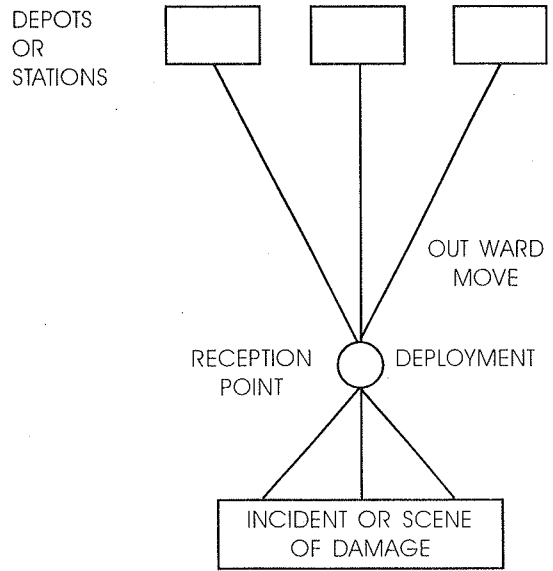 DEPOTS
OR
STATIONS
OUT WARD
MOVE
RECEPTION
POINT
DEPLOYMENT
INCIDENT OR SCENE
OF DAMAGE